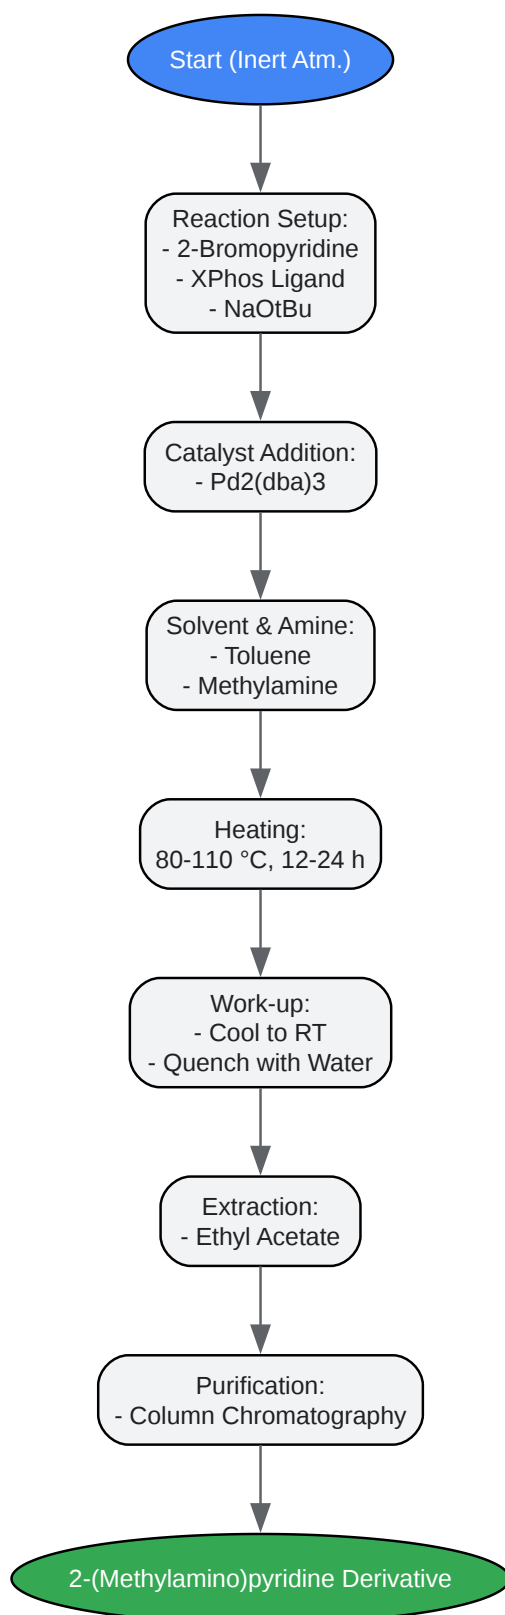 Start (Inert Atm.)
Reaction Setup:
- 2-Bromopyridine
- XPhos Ligand
- NaOtBu
Catalyst Addition:
- Pd2(dba)3
Solvent & Amine:
- Toluene
- Methylamine
Heating:
80-110 °C, 12-24 h
Work-up:
- Cool to RT
- Quench with Water
Extraction:
- Ethyl Acetate
Purification:
- Column Chromatography
2-(Methylamino)pyridine Derivative